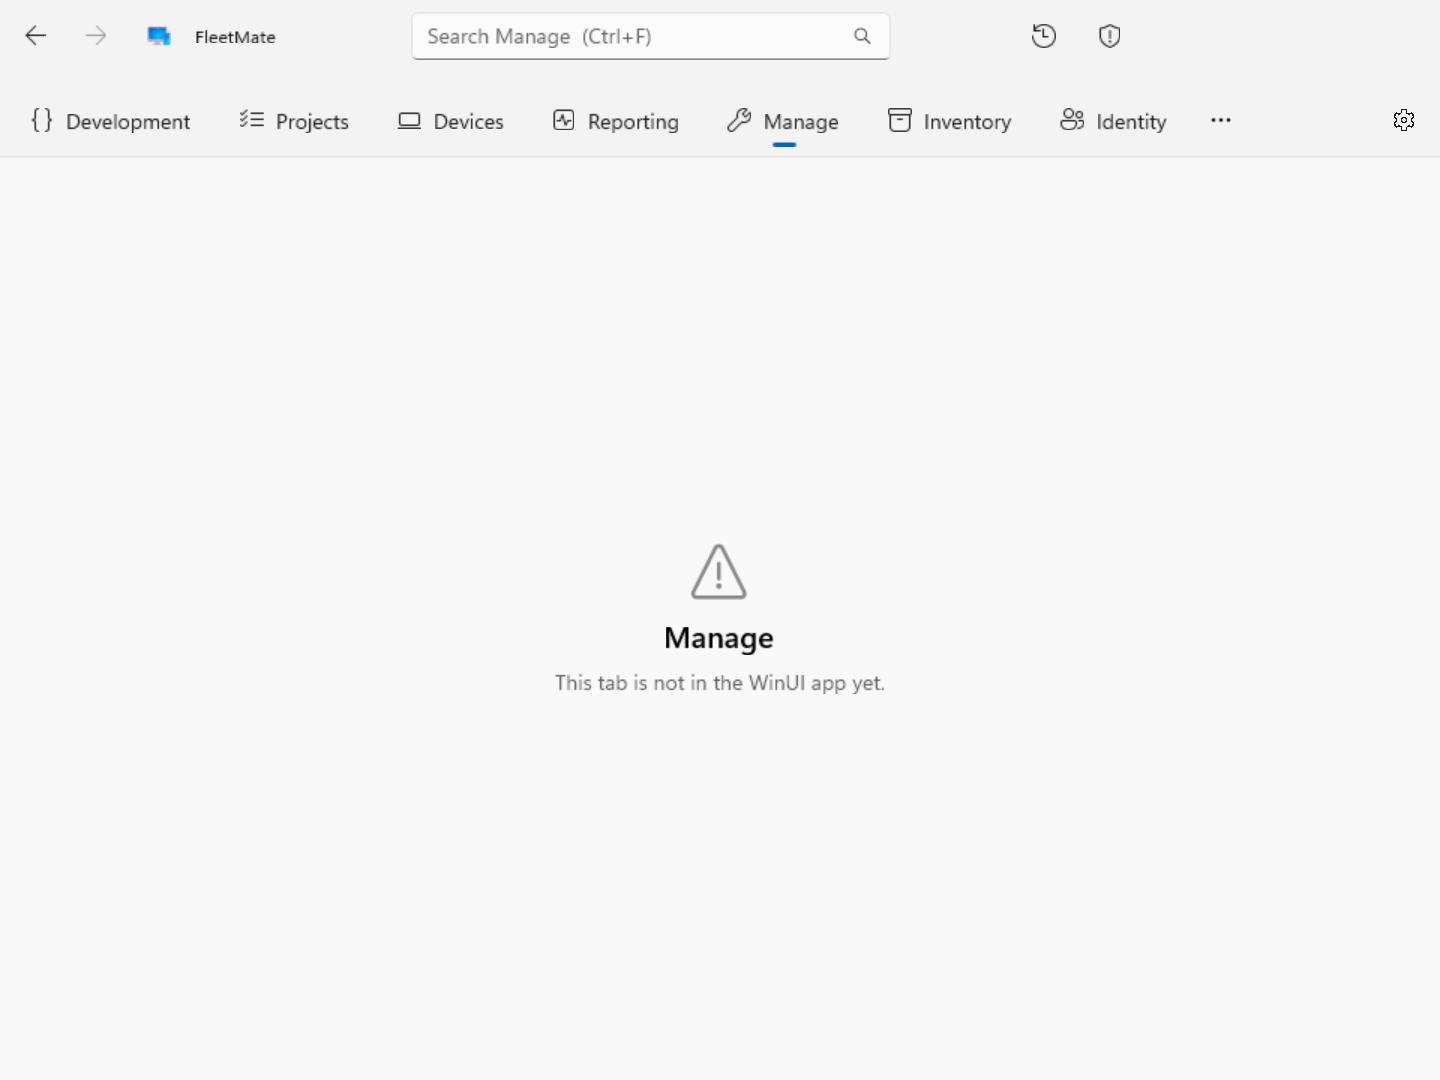 FleetMate
Search Manage (Ctrl+F)
Development
Projects
Devices
Reporting
Manage
Inventory
Identity
Manage
This tab is not in the WinUI app yet.